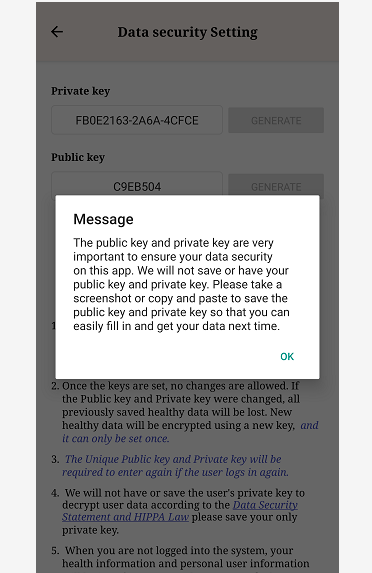 Data security Setting
Private key
FB0E2163-2A6A-4CFCE
GENERATE
Public key
C9EB504
GENERATE
Message
The public key and private key are very
important to ensure your data security
on this app. We will not save or have your
public key and private key. Please take a
screenshot or copy and paste to save the
public key and private key so that you can
easily fill in and get your data next time.
OK
1
2. Once the keys are set, no changes are allowed. If
the Public key and Private key were changed, all
previously saved healthy data will be lost. New
healthy data will be encrypted using a new key, and
it can only be set once.
3. The Unique Public key and Private key will be
required to enter again if the user logs in again.
4. We will not have or save the user's private key to
decrypt user data according to the Data Security
Statement and HIPPA Law please save your only
private key.
5. When you are not logged into the system, your
health information and personal user information